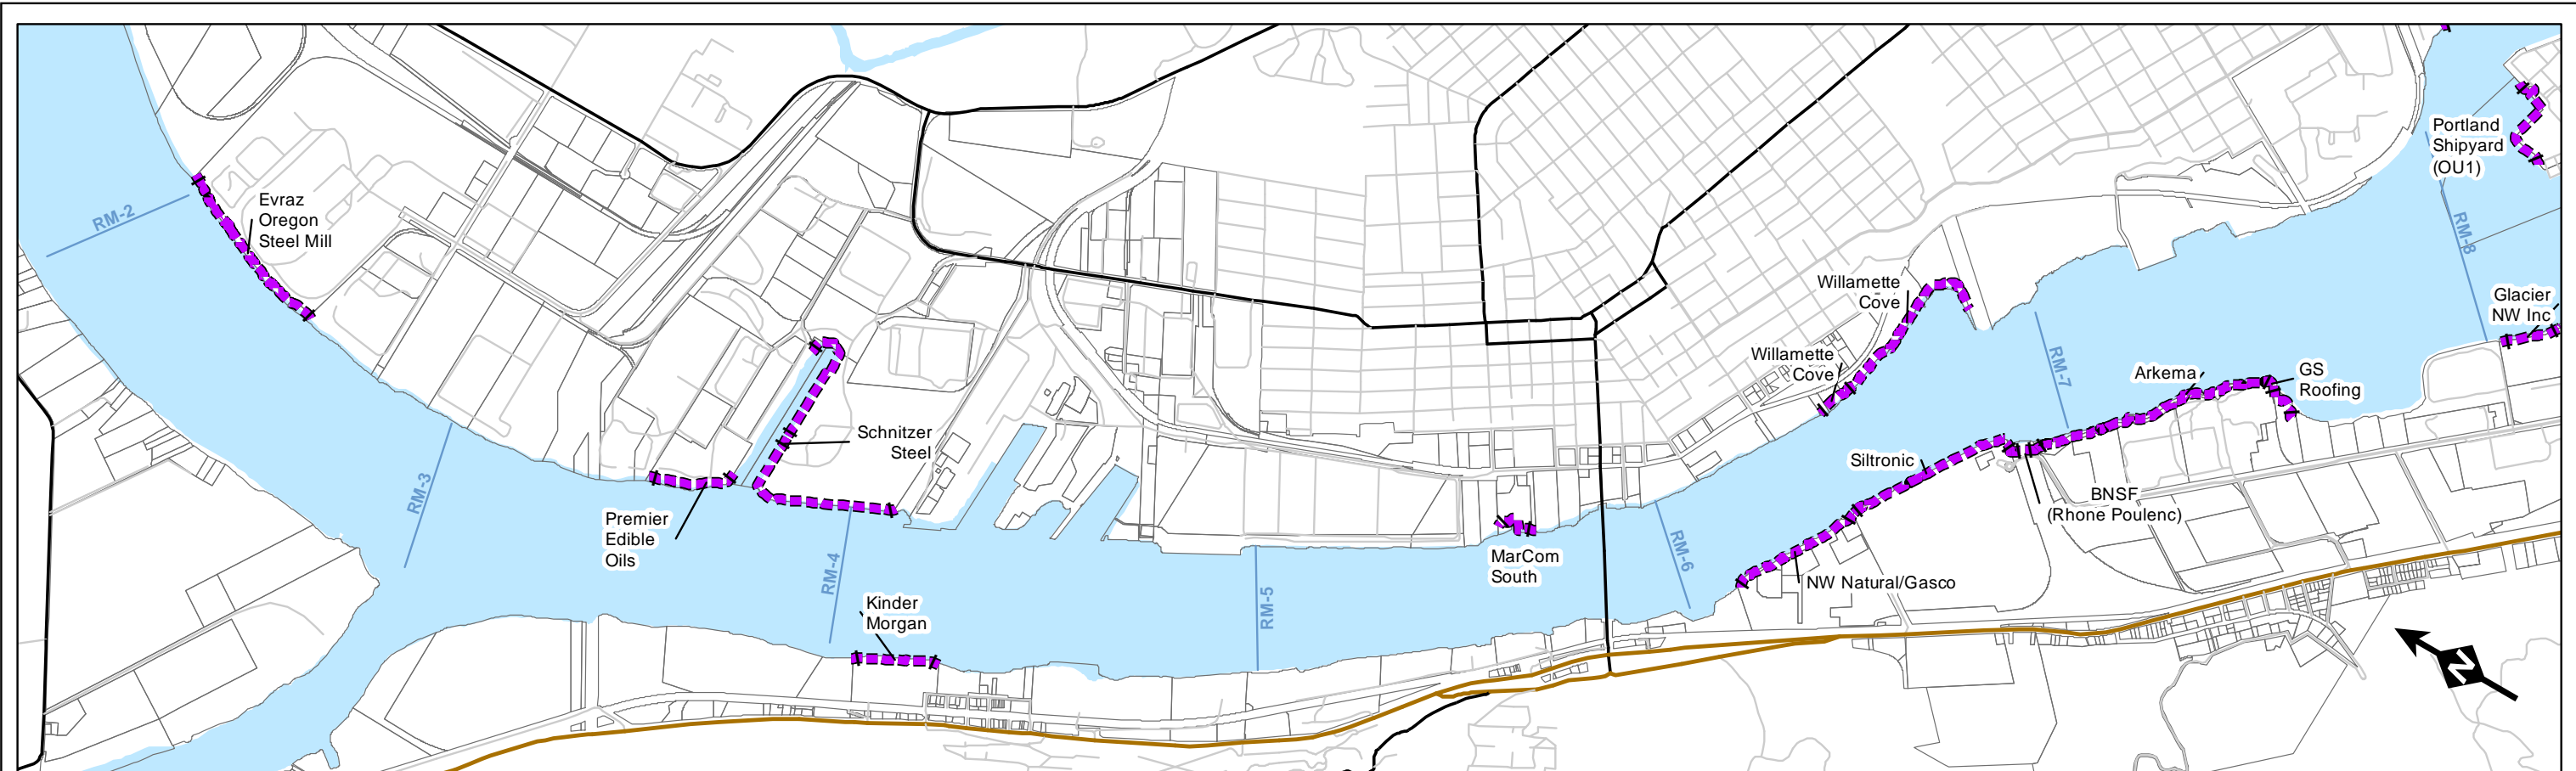 RM-2
Evraz
Oregon
Steel Mill
RM-3
Premier
Edible
Oils
Schnitzer
Steel
RM-4
Kinder
Morgan
RM-5
MarCom
South
RM-6
Willamette
Cove
Willamette
Cove
NW Natural/Gasco
Siltronic
BNSF
(Rhone Poulenc)
RM-7
Arkema
GS
Roofing
Portland
Shipyard
(OU1)
RM-8
Glacier
NW Inc
N